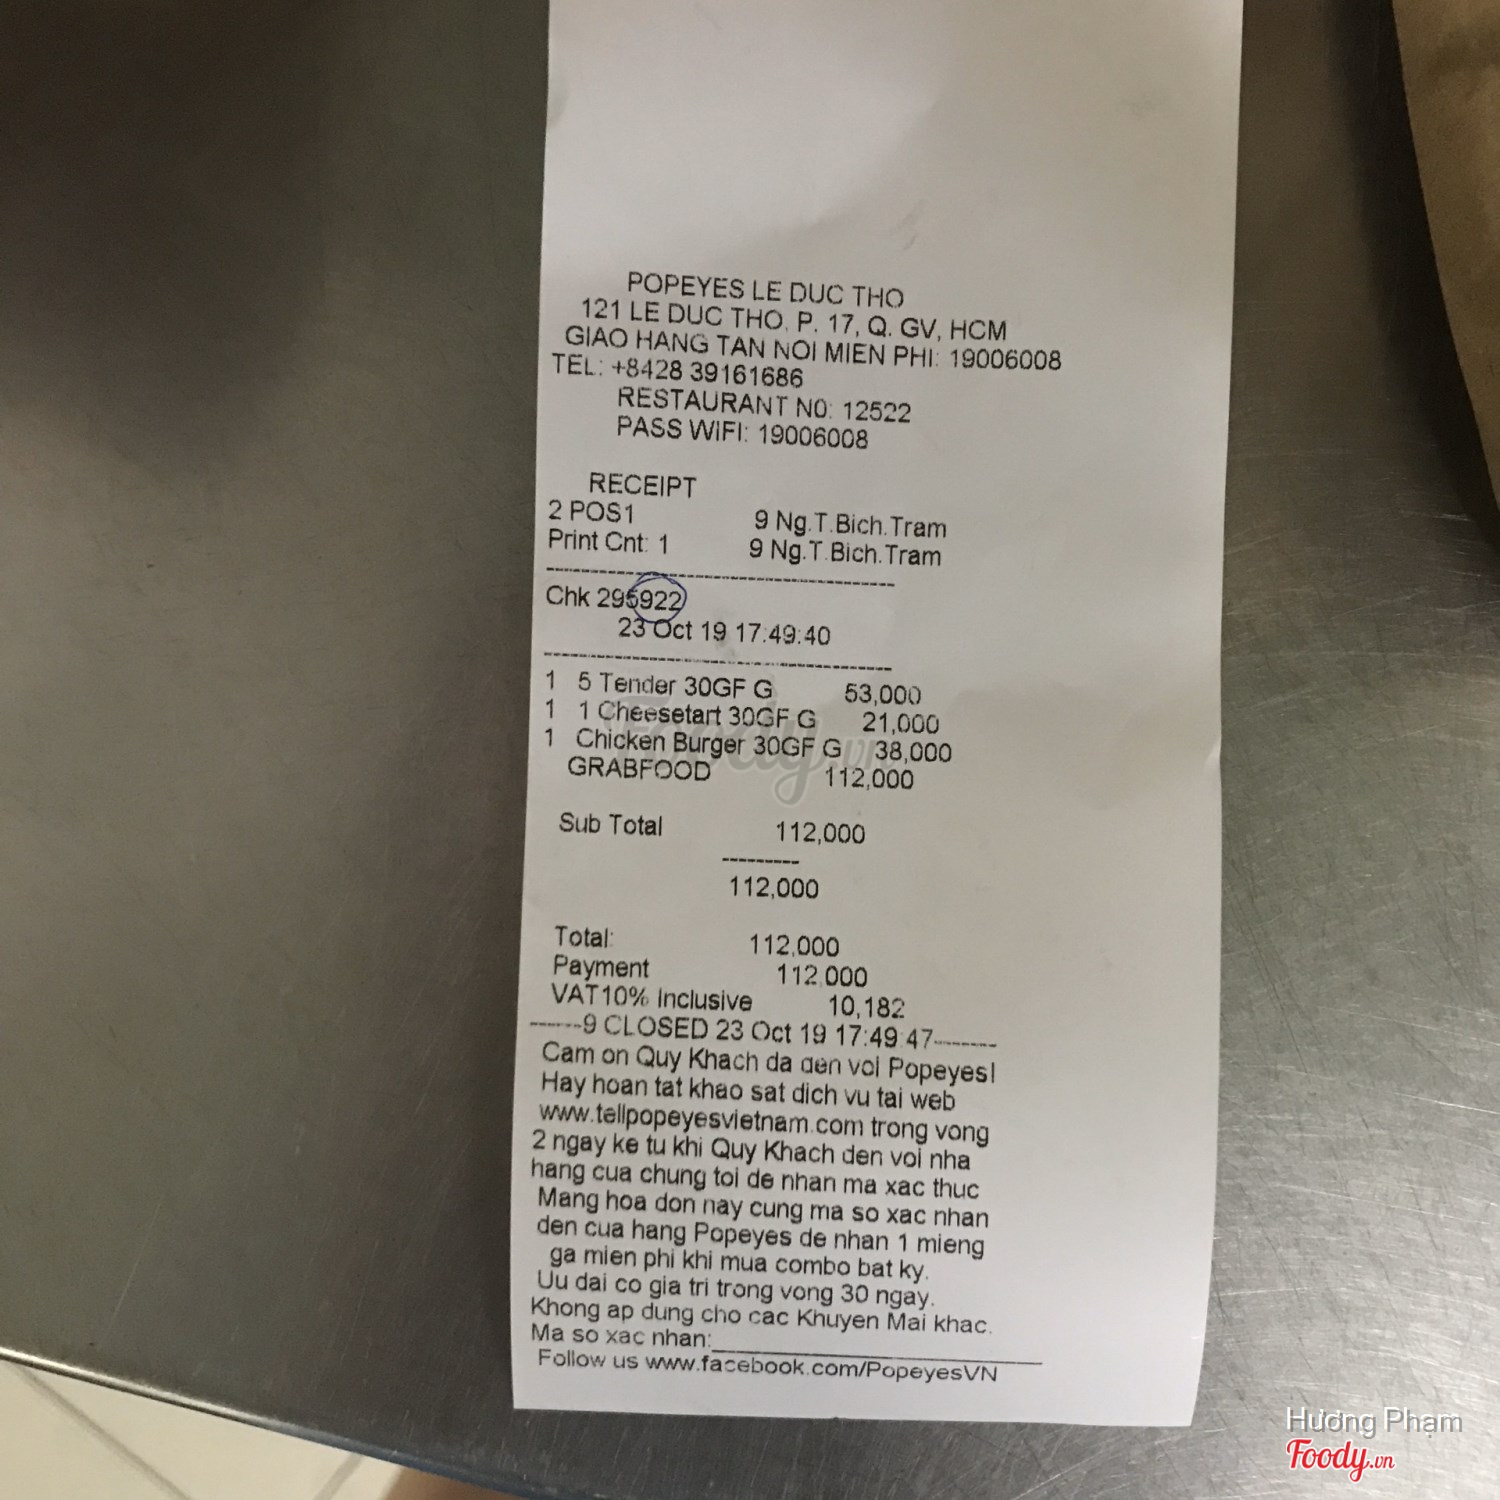 POPEYES LE DUC THO
121 LE DUC THO, P. 17, Q. GV, HCM
GIAO HANG TAN NOI MIEN PHI: 19006008
TEL: +8428 39161686
RESTAURANT N0: 12522
PASS WIFI: 19006008
RECEIPT
2 POS1 9 Ng.T.Bich.Tram
Print Cnt: 1 9 Ng.T.Bich.Tram
--------------------------------------------
Chk 295922
23 Oct 19 17:49:40
--------------------------------------------
1 5 Tender 30GF G 53,000
1 1 Cheesetart 30GF G 21,000
1 Chicken Burger 30GF G 38,000
GRABFOOD 112,000
Sub Total 112,000
---------
112,000
Total: 112,000
Payment 112,000
VAT10% Inclusive 10,182
------9 CLOSED 23 Oct 19 17:49:47--------
Cam on Quy Khach da den voi Popeyes!
Hay hoan tat khao sat dich vu tai web
www.tellpopeyesvietnam.com trong vong
2 ngay ke tu khi Quy Khach den voi nha
hang cua chung toi de nhan ma xac thuc
Mang hoa don nay cung ma so xac nhan
den cua hang Popeyes de nhan 1 mieng
ga mien phi khi mua combo bat ky.
Uu dai co gia tri trong vong 30 ngay.
Khong ap dung cho cac Khuyen Mai khac.
Ma so xac nhan:______________________
Follow us www.facebook.com/PopeyesVN
Foody.vn
Hương Phạm
Foody.vn